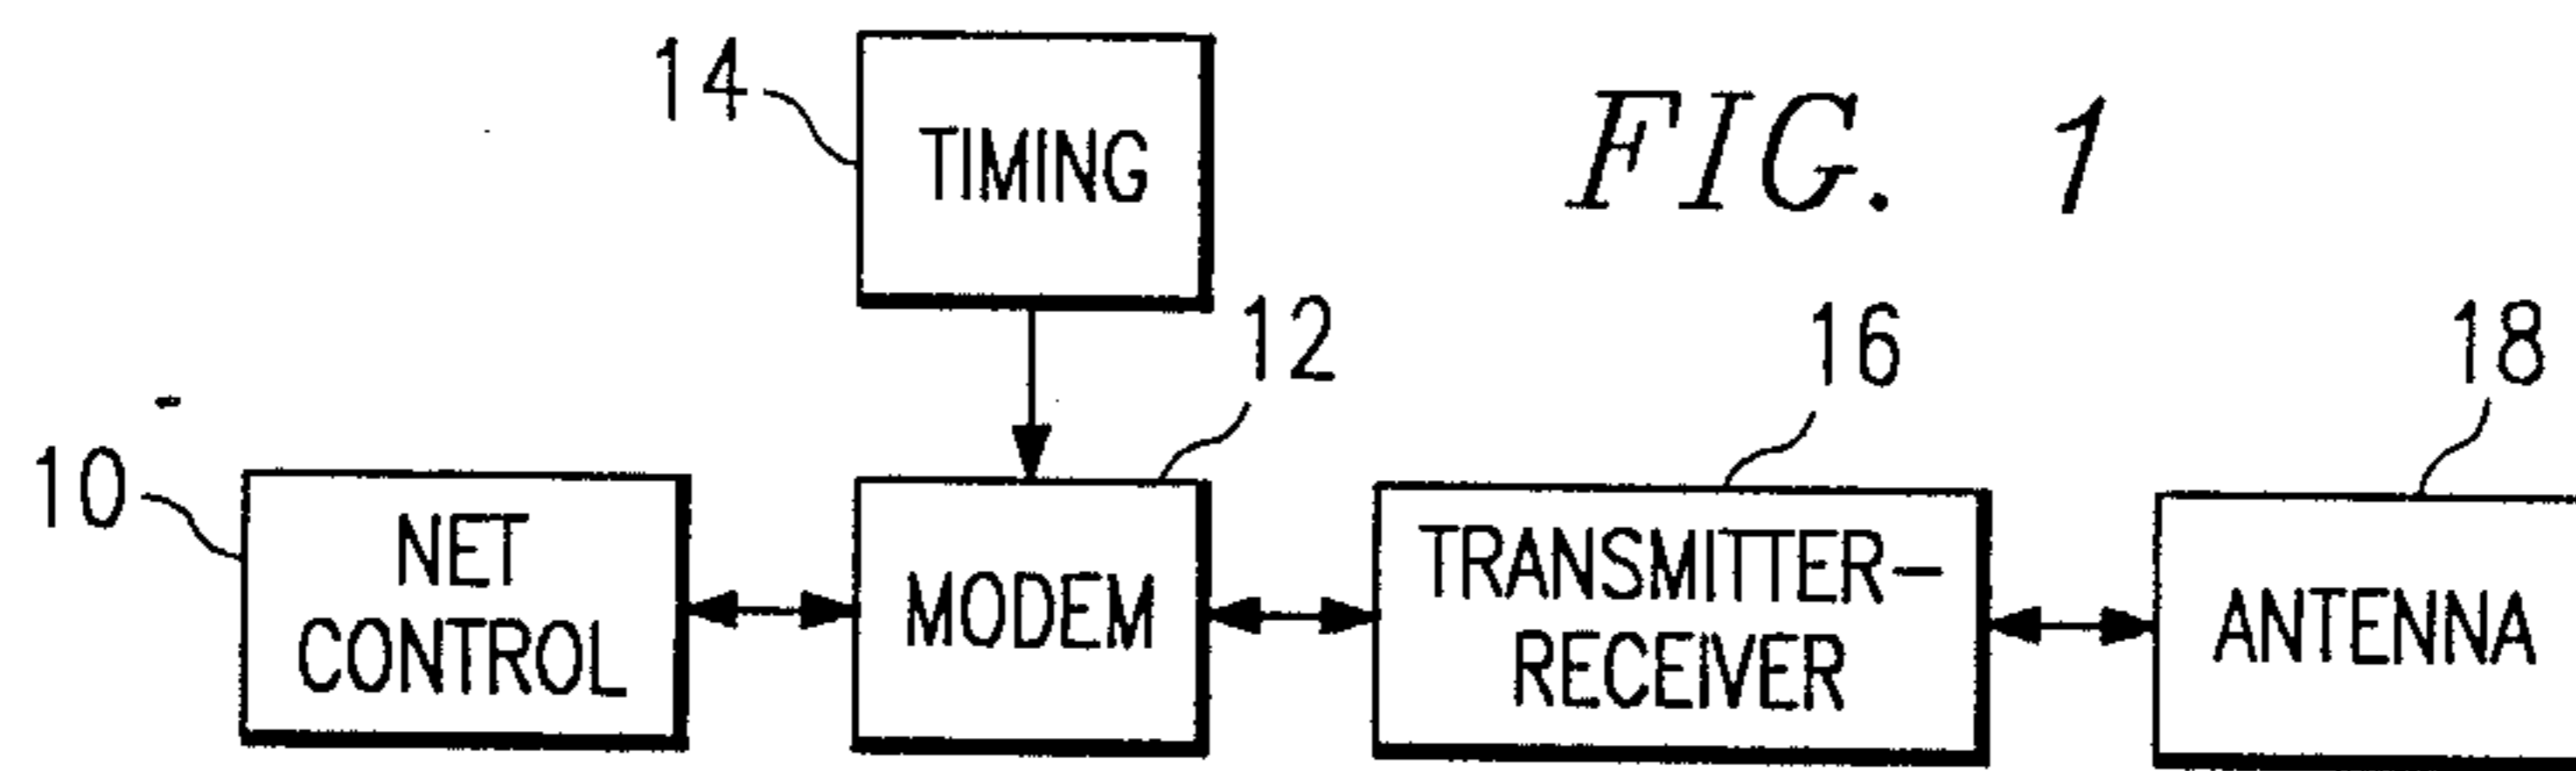 14
TIMING
FIG. 1
12
16
18
10
NET
CONTROL
MODEM
TRANSMITTER-
RECEIVER
ANTENNA